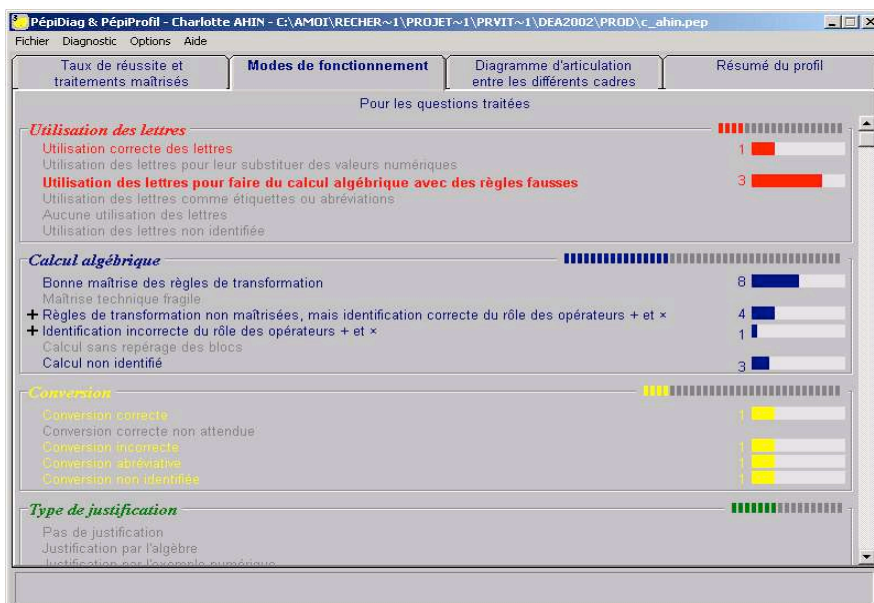 PépiDiag & PépiProfil - Charlotte AHIN - C:\AMOI\RECHER~1\PROJET~1\PRVIT~1\DEA2002\PROD\c_ahin.pep
Fichier Diagnostic Options Aide
Taux de réussite et traitements maîtrisés
Modes de fonctionnement
Diagramme d'articulation entre les différents cadres
Résumé du profil
Pour les questions traitées
Utilisation des lettres
Utilisation correcte des lettres 1
Utilisation des lettres pour leur substituer des valeurs numériques
Utilisation des lettres pour faire du calcul algébrique avec des règles fausses 3
Utilisation des lettres comme étiquettes ou abréviations
Aucune utilisation des lettres
Utilisation des lettres non identifiée
Calcul algébrique
Bonne maîtrise des règles de transformation 8
Maîtrise technique fragile
+ Règles de transformation non maîtrisées, mais identification correcte du rôle des opérateurs + et × 4
+ Identification incorrecte du rôle des opérateurs + et × 1
Calcul sans repérage des blocs
Calcul non identifié 3
Conversion
Conversion correcte 1
Conversion correcte non attendue
Conversion incorrecte 1
Conversion abréviative 1
Conversion non identifiée 1
Type de justification
Pas de justification
Justification par l'algèbre
Justification par l'exemple numérique